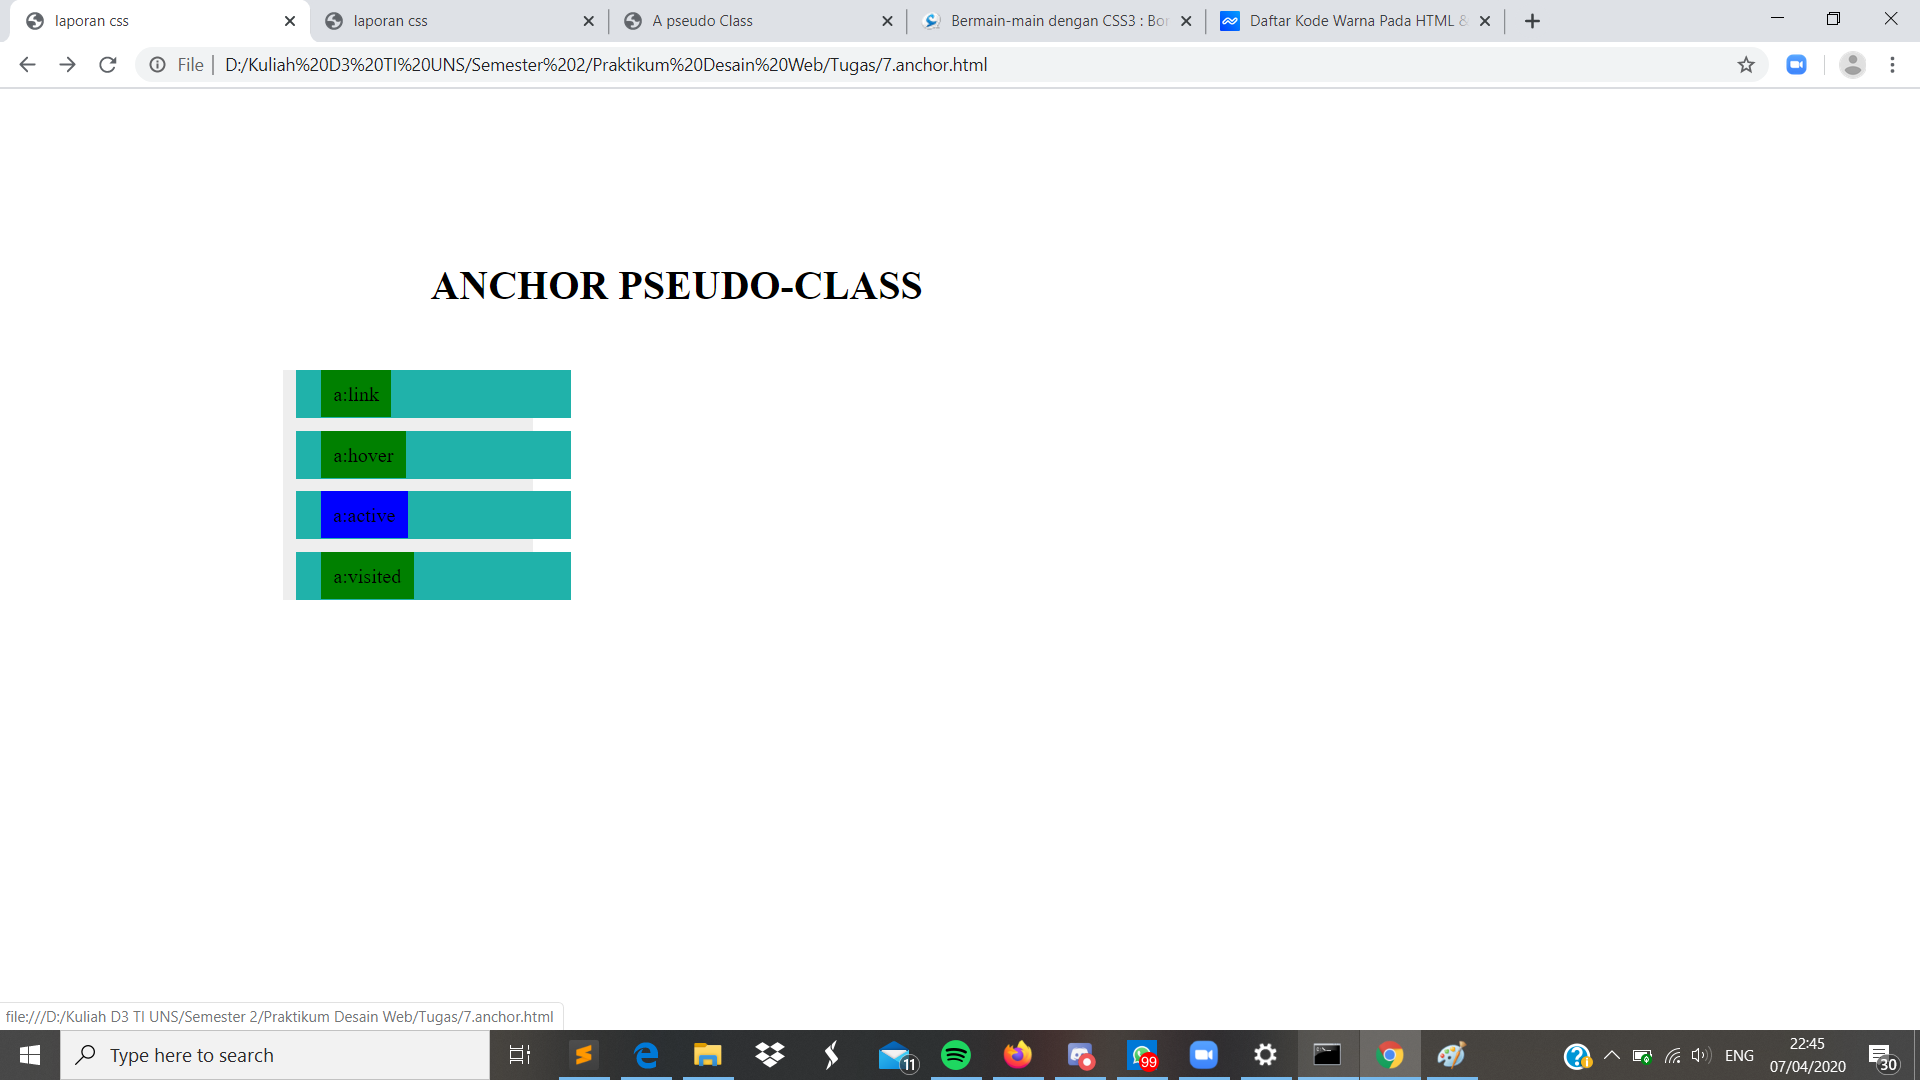 laporan css
laporan css
A pseudo Class
Bermain-main dengan CSS3 : Bor
Daftar Kode Warna Pada HTML &
File
D:/Kuliah%20D3%20TI%20UNS/Semester%202/Praktikum%20Desain%20Web/Tugas/7.anchor.html
ANCHOR PSEUDO-CLASS
a:link
a:hover
a:active
a:visited
file:///D:/Kuliah D3 TI UNS/Semester 2/Praktikum Desain Web/Tugas/7.anchor.html
Type here to search
11
99
ENG
22:45
07/04/2020
30